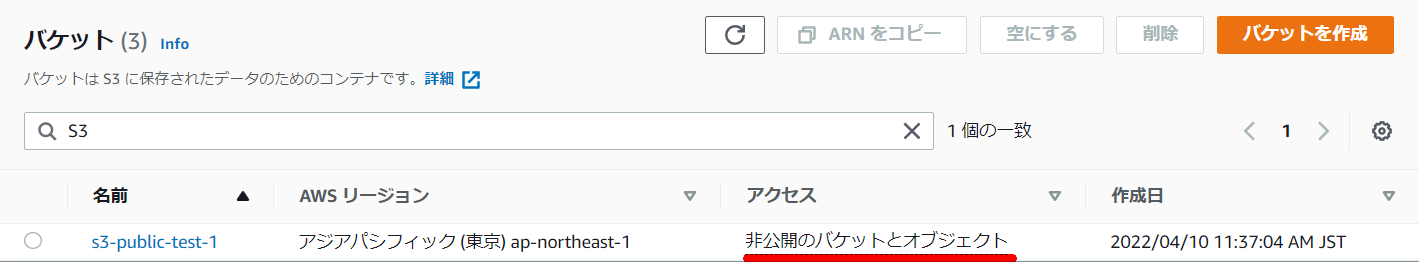 バケット (3) Info
ARN をコピー
空にする
削除
バケットを作成
バケットは S3 に保存されたデータのためのコンテナです。詳細
S3
1 個の一致
1
名前 AWS リージョン アクセス 作成日
s3-public-test-1 アジアパシフィック (東京) ap-northeast-1 非公開のバケットとオブジェクト 2022/04/10 11:37:04 AM JST